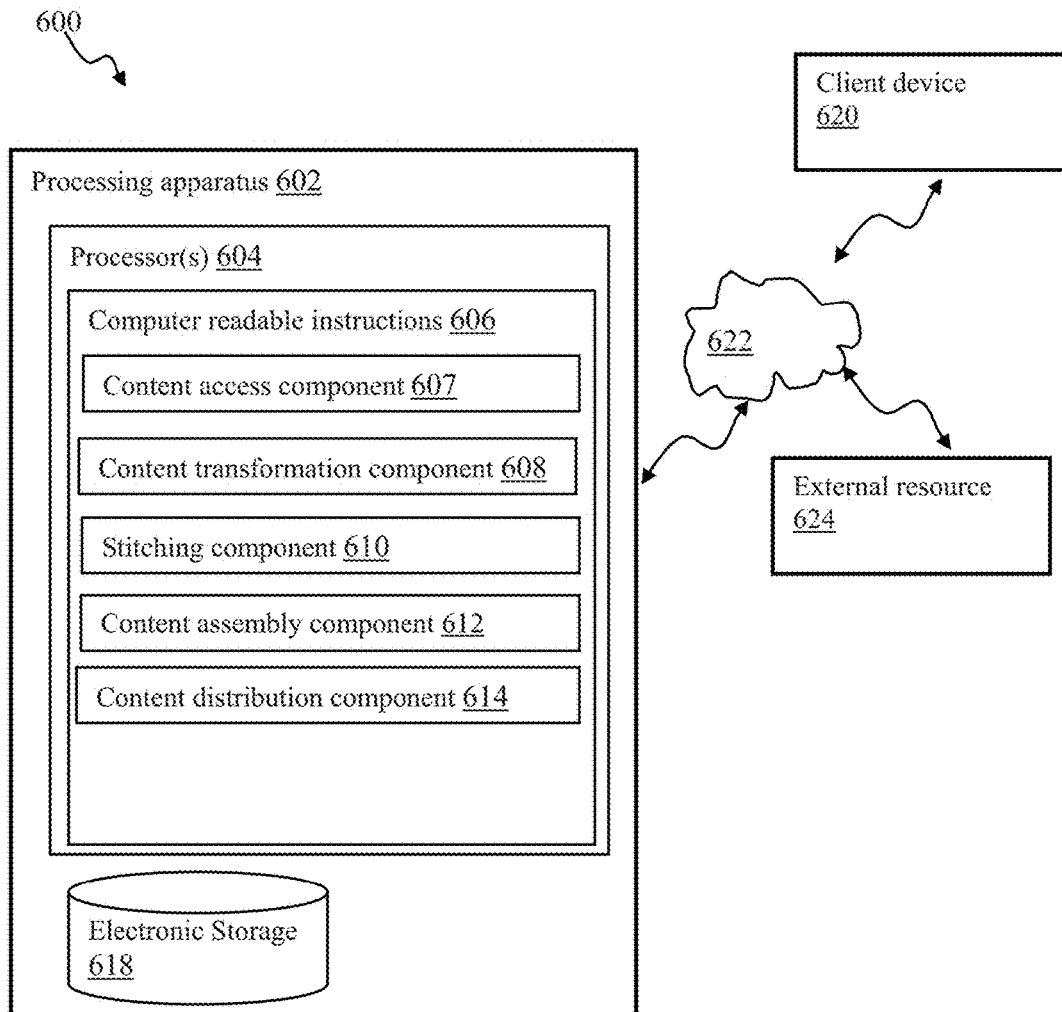 600
Client device
620
Processing apparatus 602
Processor(s) 604
Computer readable instructions 606
Content access component 607
Content transformation component 608
Stitching component 610
Content assembly component 612
Content distribution component 614
622
External resource
624
Electronic Storage
618